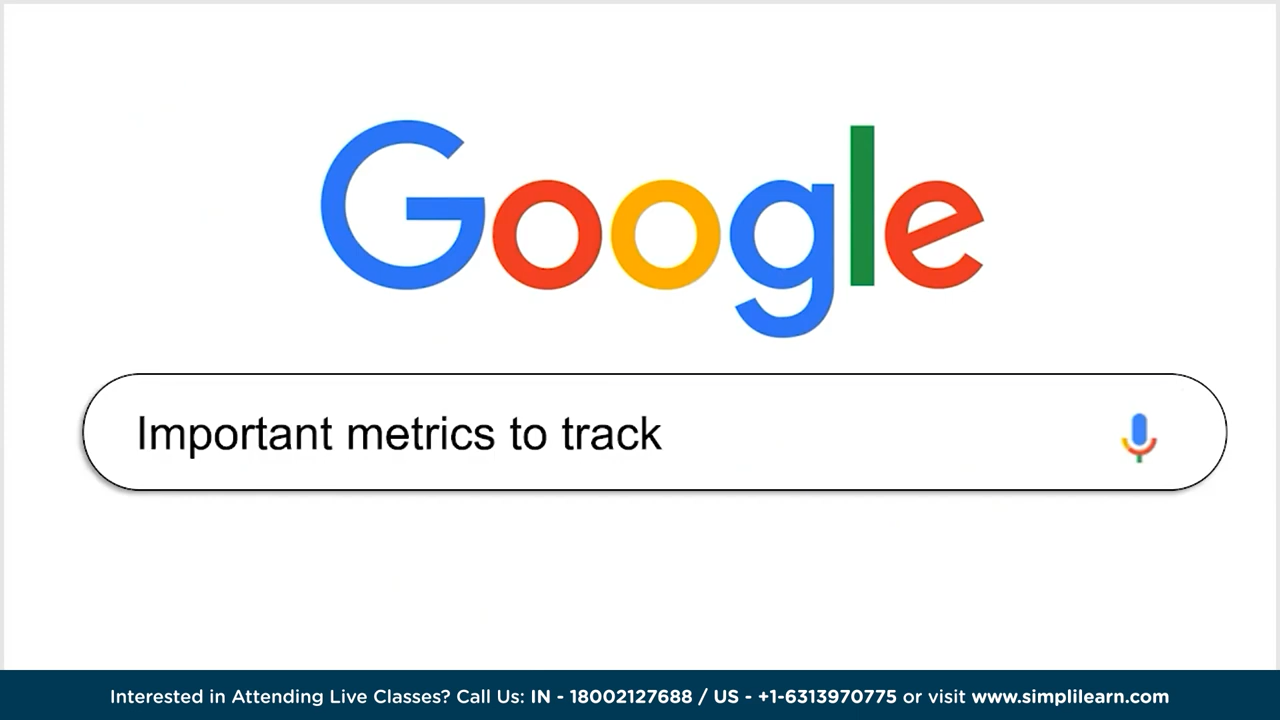 Google
Important metrics to track
Interested in Attending Live Classes? Call Us: IN - 18002127688 / US - +1-6313970775 or visit www.simplilearn.com